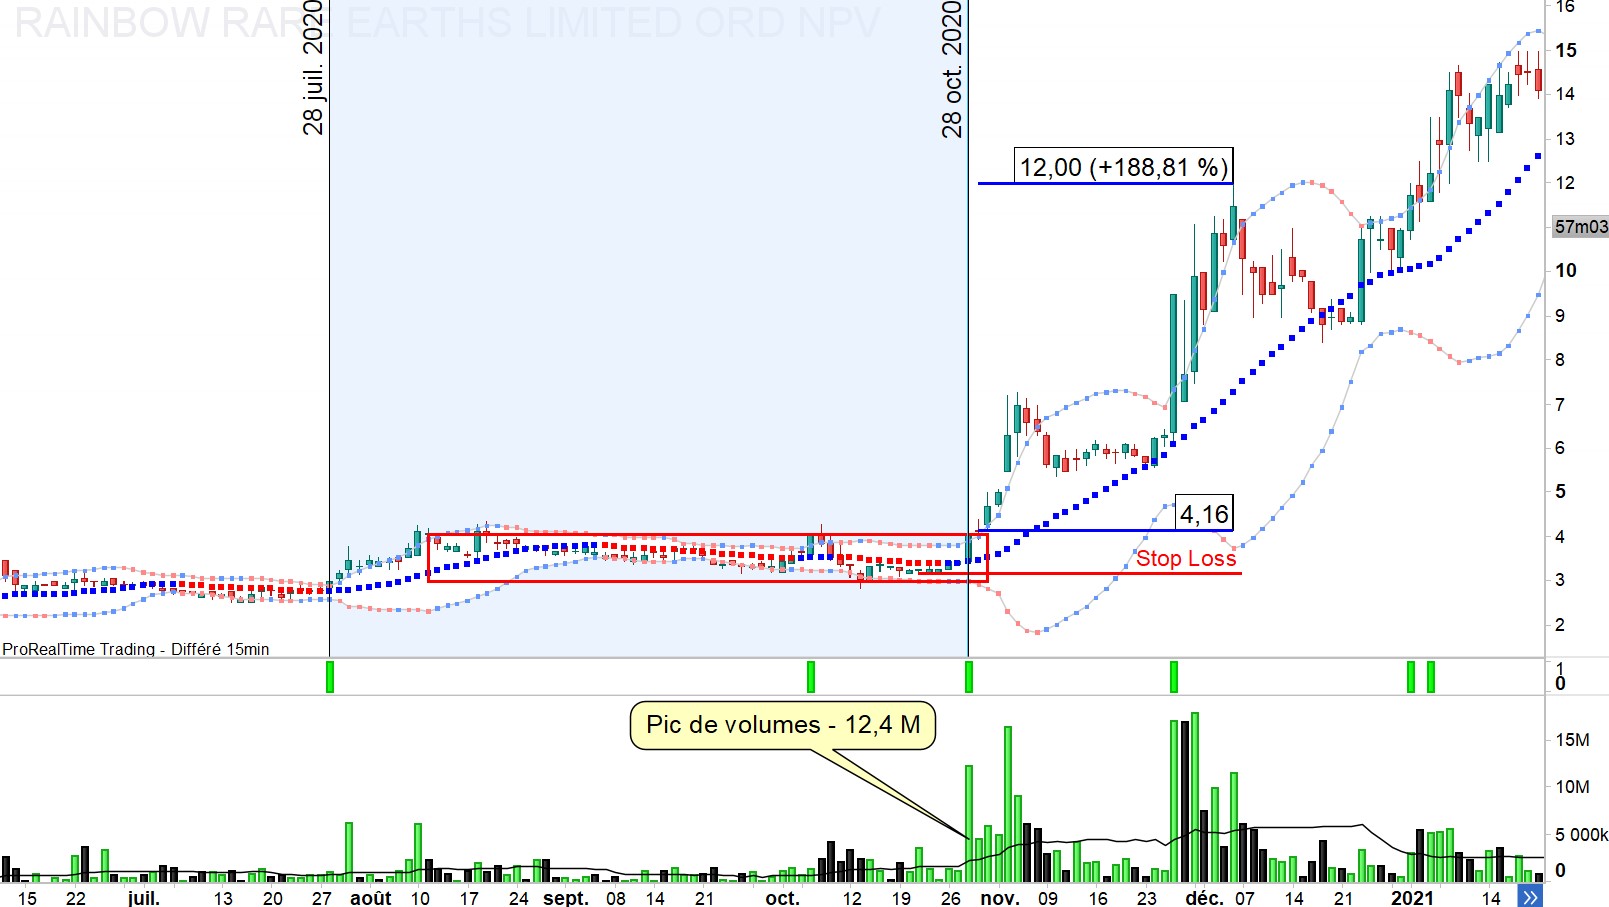 RAINBOW RARE EARTHS LIMITED ORD NPV
28 juil. 2020
28 oct. 2020
16
15
14
13
12
57m03
10
9
8
7
6
5
4
3
2
12,00 (+188,81 %)
4,16
Stop Loss
ProRealTime Trading - Différé 15min
1
0
Pic de volumes - 12,4 M
15M
10M
5 000k
0
15 22 juil. 13 20 27 août 10 17 24 sept. 08 14 21 oct. 12 19 26 nov. 09 16 23 déc. 07 14 21 2021 14